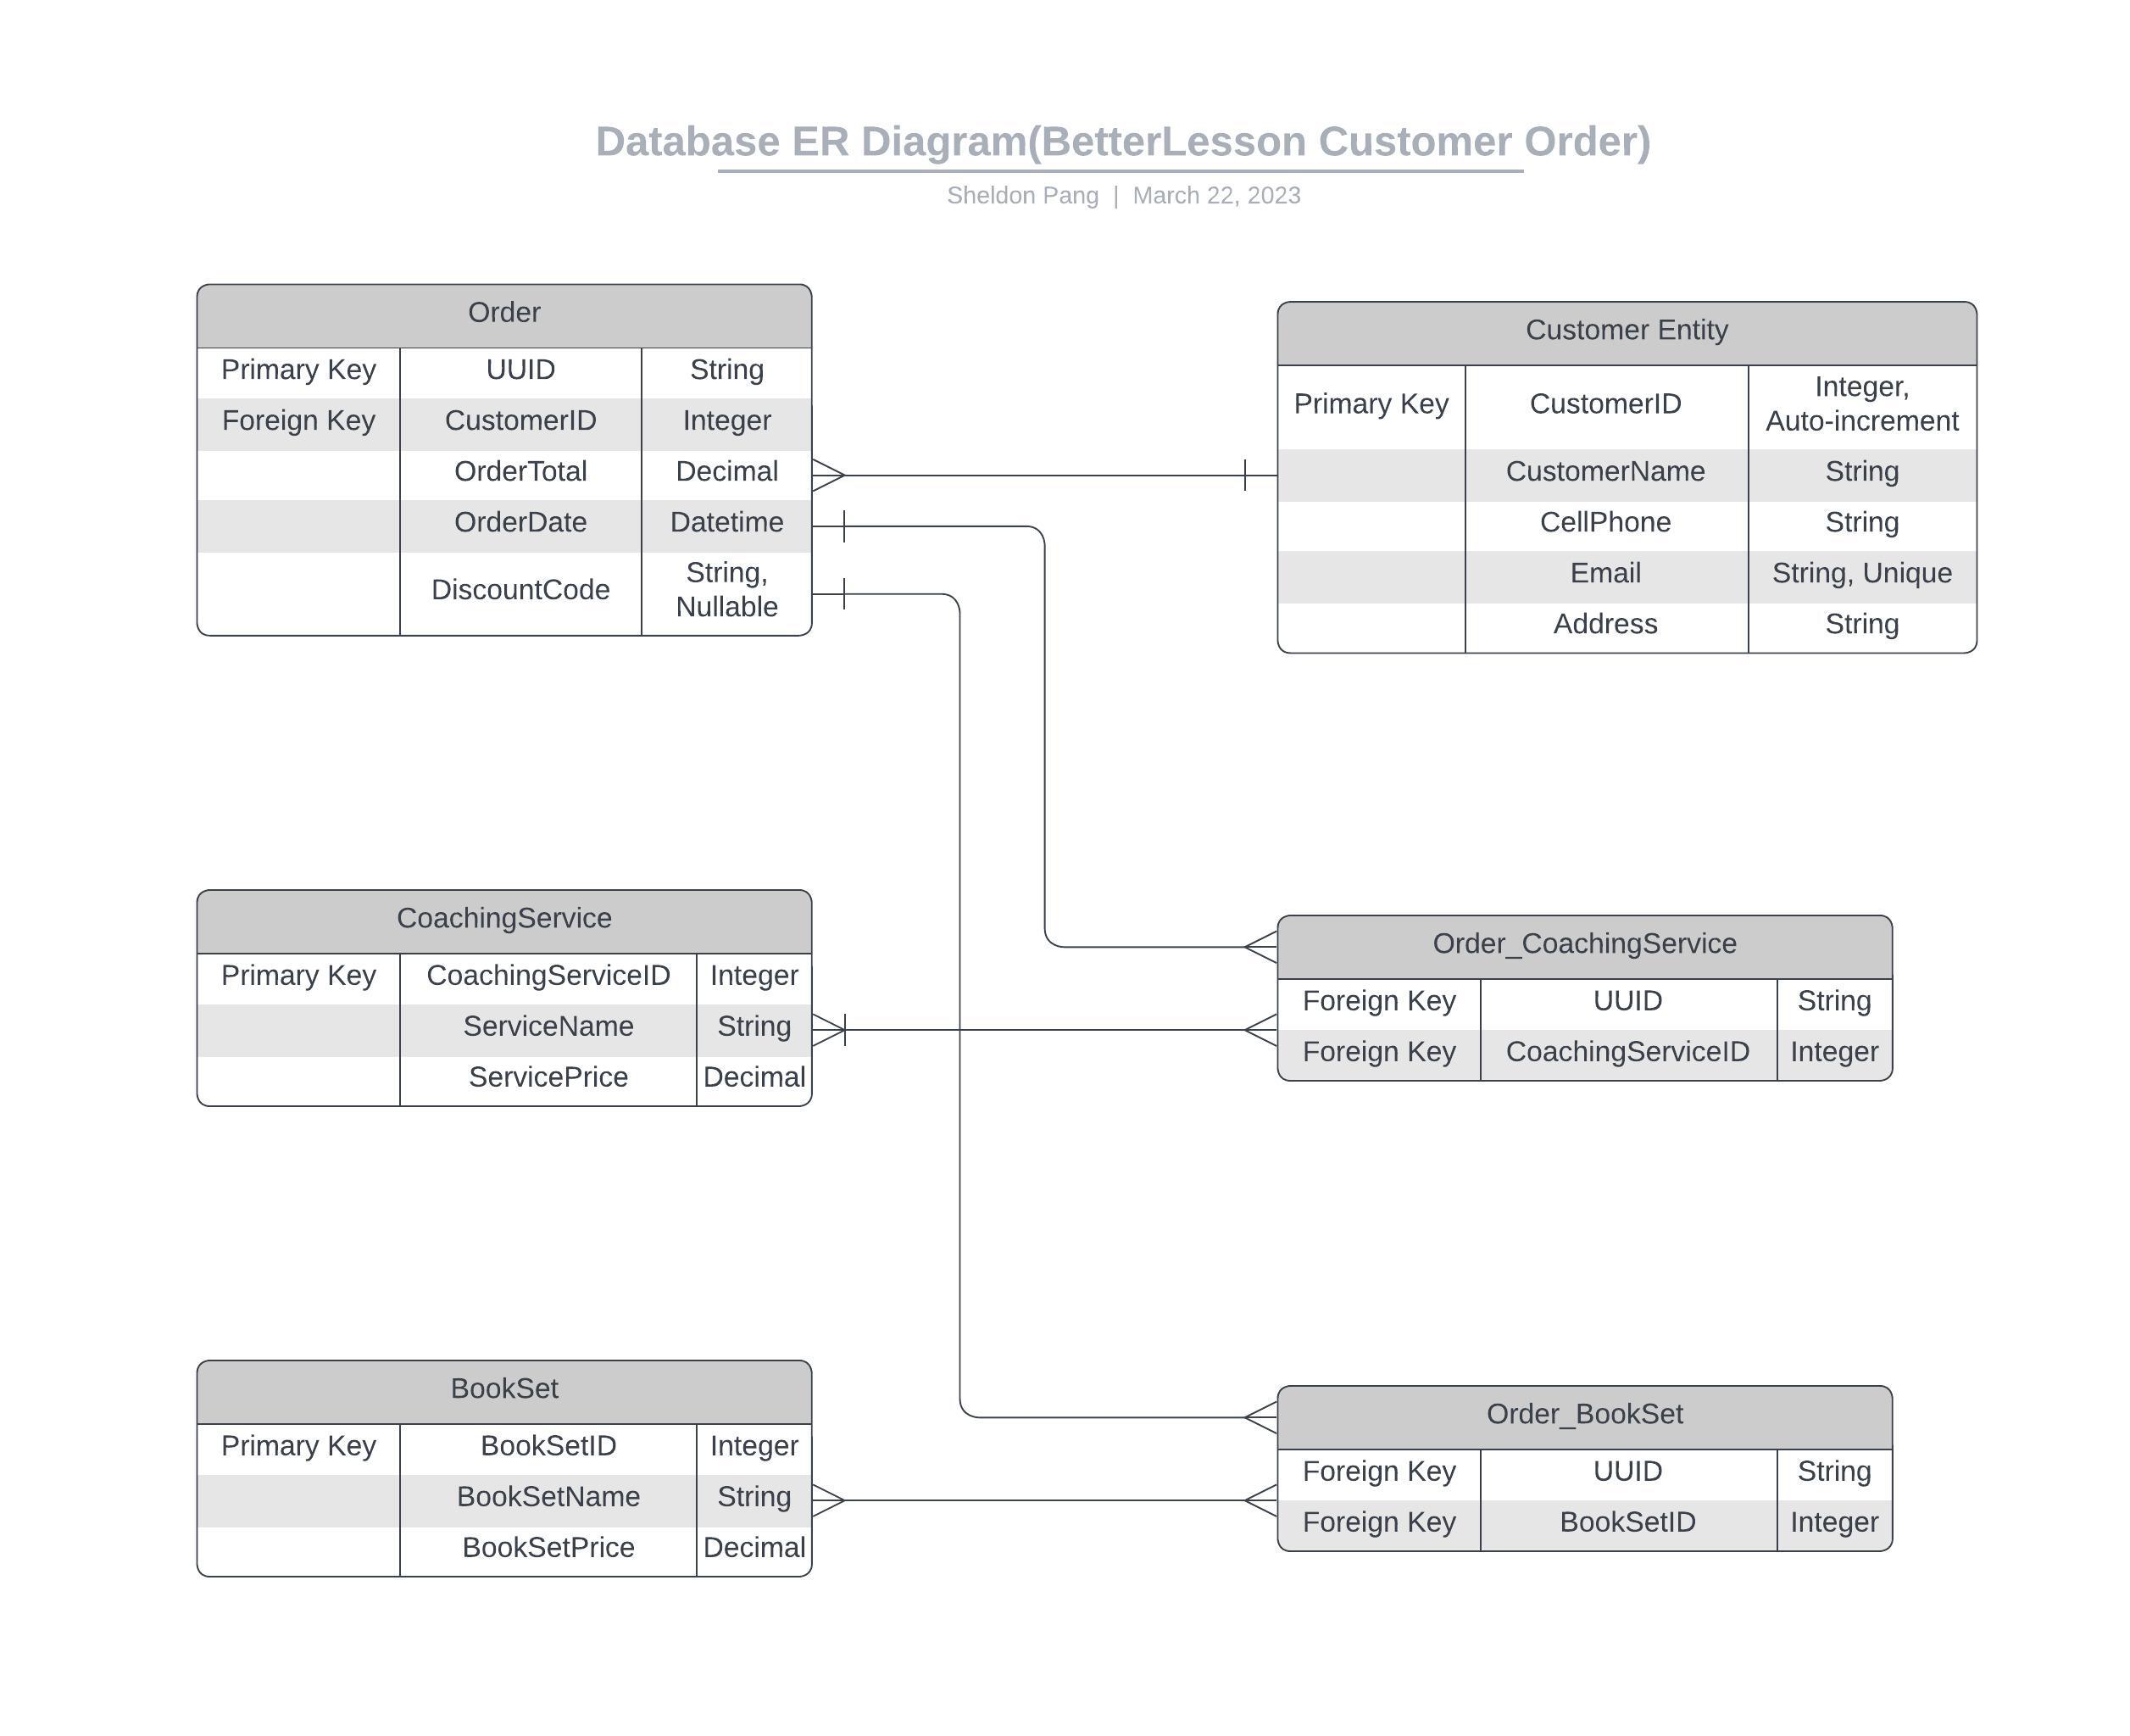 Database ER Diagram(BetterLesson Customer Order)
Sheldon Pang | March 22, 2023
Order
Primary Key UUID String
Foreign Key CustomerID Integer
OrderTotal Decimal
OrderDate Datetime
DiscountCode String,
Nullable
Customer Entity
Primary Key CustomerID Integer,
Auto-increment
CustomerName String
CellPhone String
Email String, Unique
Address String
CoachingService
Primary Key CoachingServiceID Integer
ServiceName String
ServicePrice Decimal
Order_CoachingService
Foreign Key UUID String
Foreign Key CoachingServiceID Integer
BookSet
Primary Key BookSetID Integer
BookSetName String
BookSetPrice Decimal
Order_BookSet
Foreign Key UUID String
Foreign Key BookSetID Integer